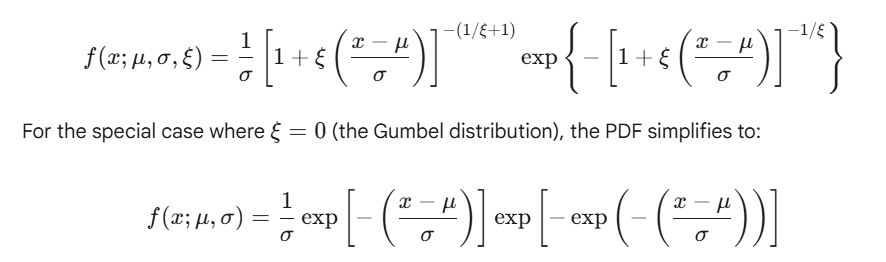 f(x; μ, σ, ξ) = 1/σ [1 + ξ ((x − μ)/σ)]^−(1/ξ+1) exp{−[1 + ξ ((x − μ)/σ)]^−1/ξ}
For the special case where ξ = 0 (the Gumbel distribution), the PDF simplifies to:
f(x; μ, σ) = 1/σ exp[−((x − μ)/σ)] exp[−exp(−((x − μ)/σ))]